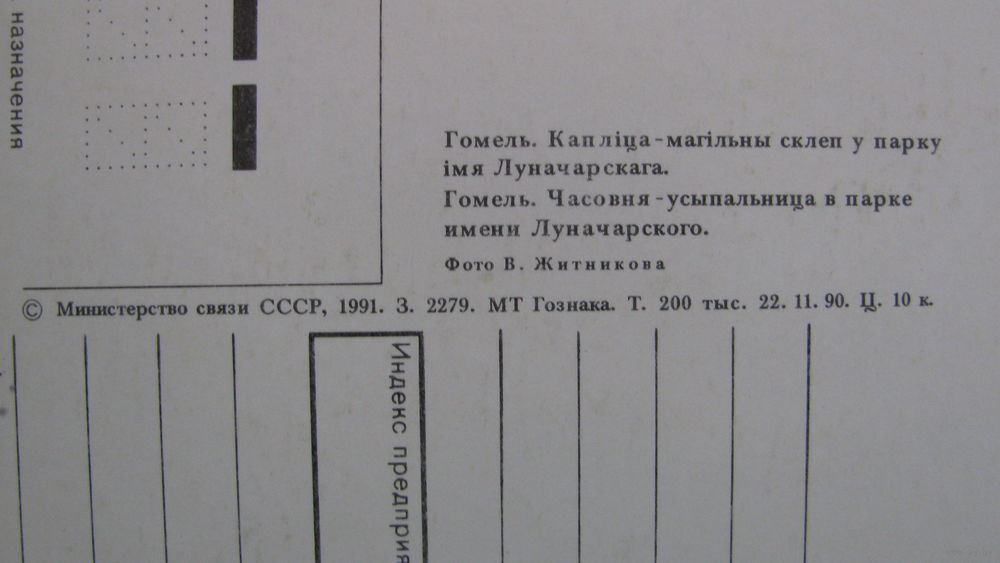 назначения
Гомель. Капліца-магільны склеп у парку
імя Луначарскага.
Гомель. Часовня-усыпальница в парке
имени Луначарского.
Фото В. Житникова
© Министерство связи СССР, 1991. З. 2279. МТ Гознака. Т. 200 тыс. 22. 11. 90. Ц. 10 к.
Индекс предприя